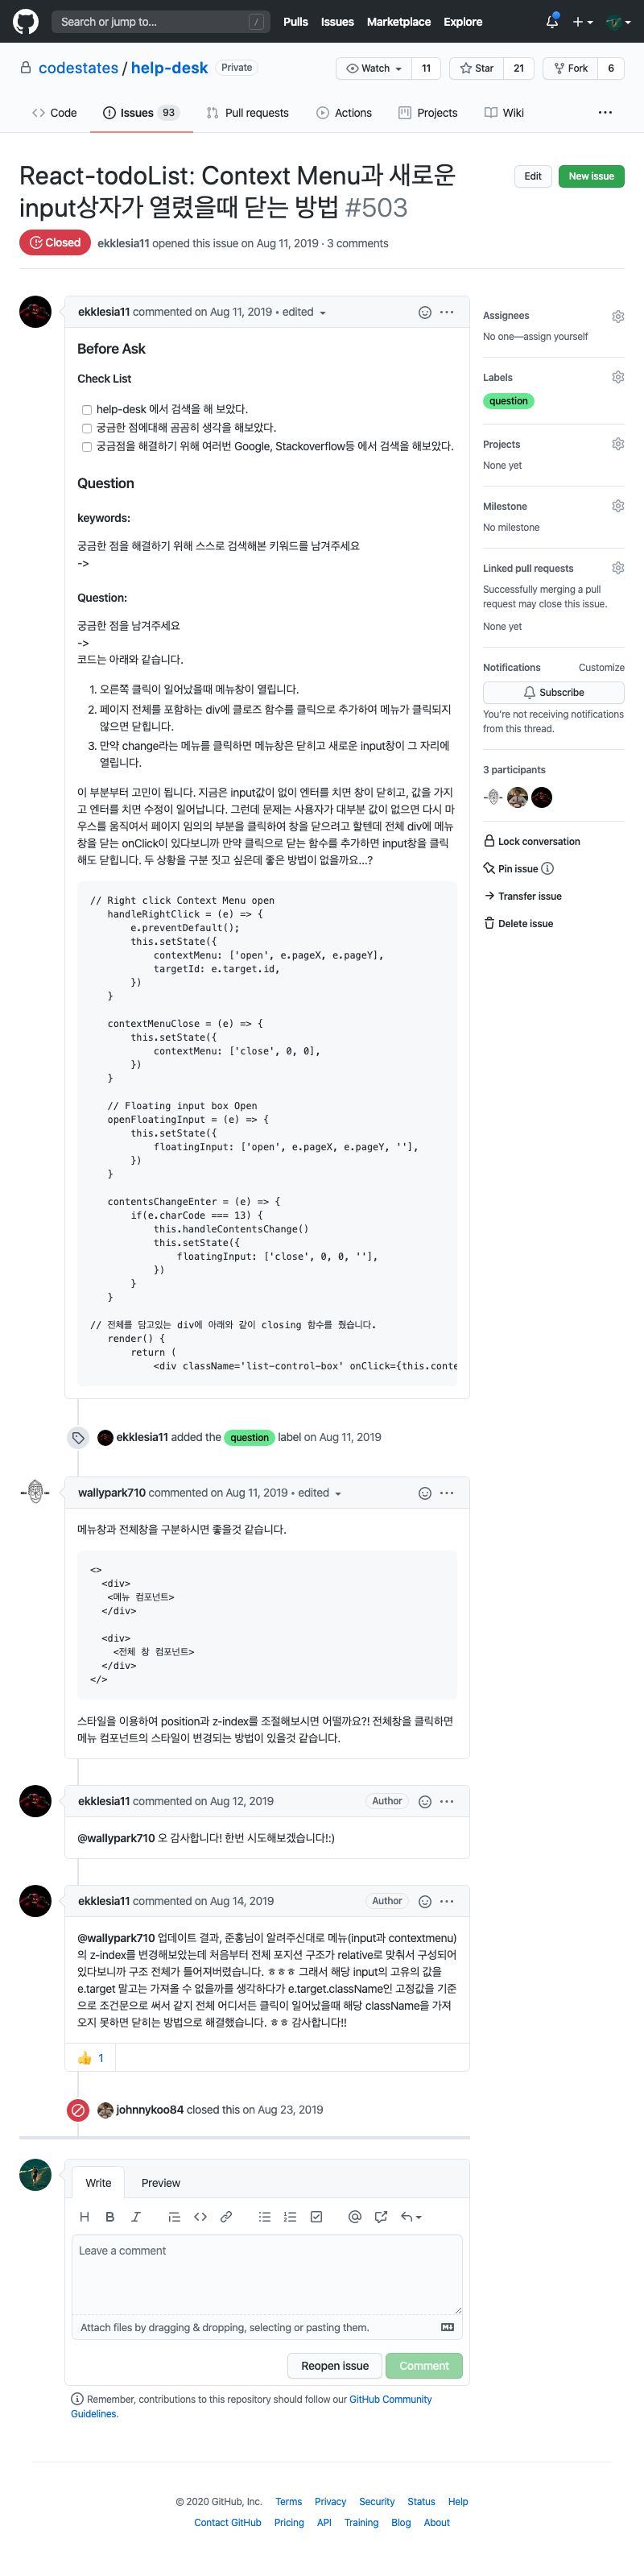 Search or jump to... /
Pulls Issues Marketplace Explore
codestates / help-desk Private
Watch 11 Star 21 Fork 6
Code Issues 93 Pull requests Actions Projects Wiki
React-todoList: Context Menu과 새로운
input상자가 열렸을때 닫는 방법 #503
Edit New issue
Closed ekklesia11 opened this issue on Aug 11, 2019 · 3 comments
ekklesia11 commented on Aug 11, 2019 • edited
Before Ask
Check List
help-desk 에서 검색을 해 보았다.
궁금한 점에대해 곰곰히 생각을 해보았다.
궁금점을 해결하기 위해 여러번 Google, Stackoverflow등 에서 검색을 해보았다.
Question
keywords:
궁금한 점을 해결하기 위해 스스로 검색해본 키워드를 남겨주세요
->
Question:
궁금한 점을 남겨주세요
->
코드는 아래와 같습니다.
1. 오른쪽 클릭이 일어났을때 메뉴창이 열립니다.
2. 페이지 전체를 포함하는 div에 클로즈 함수를 클릭으로 추가하여 메뉴가 클릭되지
않으면 닫힙니다.
3. 만약 change라는 메뉴를 클릭하면 메뉴창은 닫히고 새로운 input창이 그 자리에
열립니다.
이 부분부터 고민이 됩니다. 지금은 input값이 없이 엔터를 치면 창이 닫히고, 값을 가지
고 엔터를 치면 수정이 일어납니다. 그런데 문제는 사용자가 대부분 값이 없으면 다시 마
우스를 움직여서 페이지 임의의 부분을 클릭하여 창을 닫으려고 할텐데 전체 div에 메뉴
창을 닫는 onClick이 있다보니까 만약 클릭으로 닫는 함수를 추가하면 input창을 클릭
해도 닫힙니다. 두 상황을 구분 짓고 싶은데 좋은 방법이 없을까요...?
// Right click Context Menu open
handleRightClick = (e) => {
e.preventDefault();
this.setState({
contextMenu: ['open', e.pageX, e.pageY],
targetId: e.target.id,
})
}
contextMenuClose = (e) => {
this.setState({
contextMenu: ['close', 0, 0],
})
}
// Floating input box Open
openFloatingInput = (e) => {
this.setState({
floatingInput: ['open', e.pageX, e.pageY, ''],
})
}
contentsChangeEnter = (e) => {
if(e.charCode === 13) {
this.handleContentsChange()
this.setState({
floatingInput: ['close', 0, 0, ''],
})
}
}
// 전체를 담고있는 div에 아래와 같이 closing 함수를 줬습니다.
render() {
return (
<div className='list-control-box' onClick={this.conte
Assignees
No one—assign yourself
Labels
question
Projects
None yet
Milestone
No milestone
Linked pull requests
Successfully merging a pull
request may close this issue.
None yet
Notifications Customize
Subscribe
You're not receiving notifications
from this thread.
3 participants
Lock conversation
Pin issue
Transfer issue
Delete issue
ekklesia11 added the question label on Aug 11, 2019
wallypark710 commented on Aug 11, 2019 • edited
메뉴창과 전체창을 구분하시면 좋을것 같습니다.
<>
<div>
<메뉴 컴포넌트>
</div>
<div>
<전체 창 컴포넌트>
</div>
</>
스타일을 이용하여 position과 z-index를 조절해보시면 어떨까요?! 전체창을 클릭하면
메뉴 컴포넌트의 스타일이 변경되는 방법이 있을것 같습니다.
ekklesia11 commented on Aug 12, 2019 Author
@wallypark710 오 감사합니다! 한번 시도해보겠습니다!:)
ekklesia11 commented on Aug 14, 2019 Author
@wallypark710 업데이트 결과, 준홍님이 알려주신대로 메뉴(input과 contextmenu)
의 z-index를 변경해보았는데 처음부터 전체 포지션 구조가 relative로 맞춰서 구성되어
있다보니까 구조 전체가 틀어져버렸습니다. ㅎㅎㅎ 그래서 해당 input의 고유의 값을
e.target 말고는 가져올 수 없을까를 생각하다가 e.target.className인 고정값을 기준
으로 조건문으로 써서 같지 전체 어디서든 클릭이 일어났을때 해당 className을 가져
오지 못하면 닫히는 방법으로 해결했습니다. ㅎㅎ 감사합니다!!
👍 1
johnnykoo84 closed this on Aug 23, 2019
Write Preview
Leave a comment
Attach files by dragging & dropping, selecting or pasting them.
Reopen issue Comment
Remember, contributions to this repository should follow our GitHub Community
Guidelines.
© 2020 GitHub, Inc. Terms Privacy Security Status Help
Contact GitHub Pricing API Training Blog About